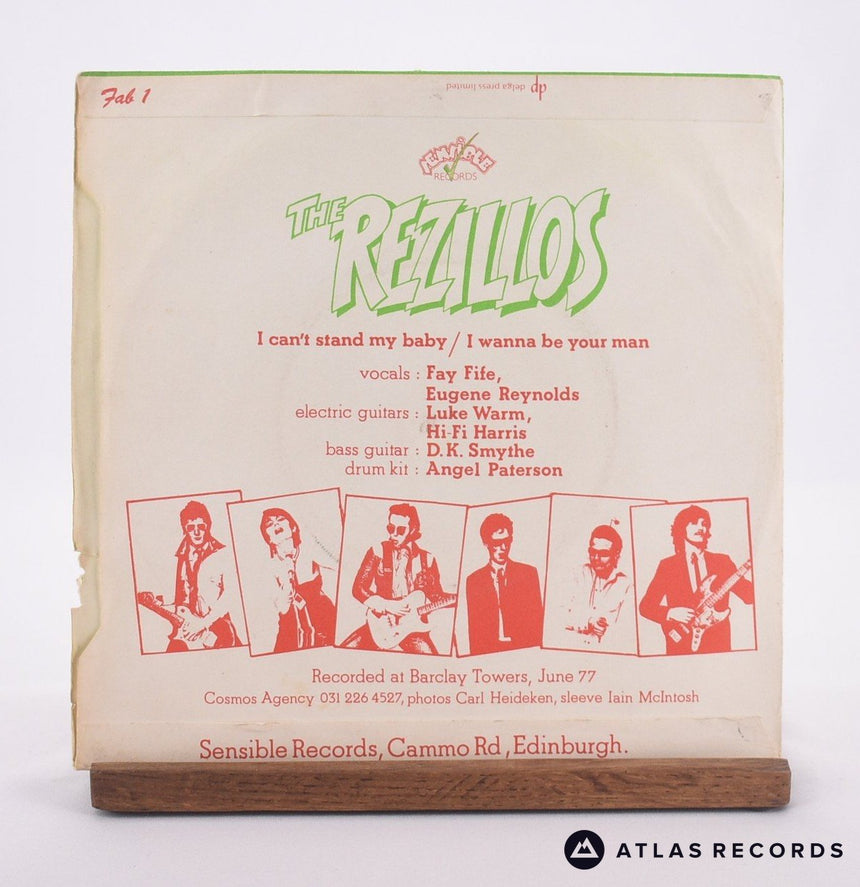 Fab 1
dp delga press limited
SENSIBLE
RECORDS
THE REZILLOS
I can't stand my baby / I wanna be your man
vocals : Fay Fife,
Eugene Reynolds
electric guitars : Luke Warm,
Hi-Fi Harris
bass guitar : D.K. Smythe
drum kit : Angel Paterson
Recorded at Barclay Towers, June 77
Cosmos Agency 031 226 4527, photos Carl Heideken, sleeve Iain McIntosh
Sensible Records, Cammo Rd, Edinburgh.
ATLAS RECORDS